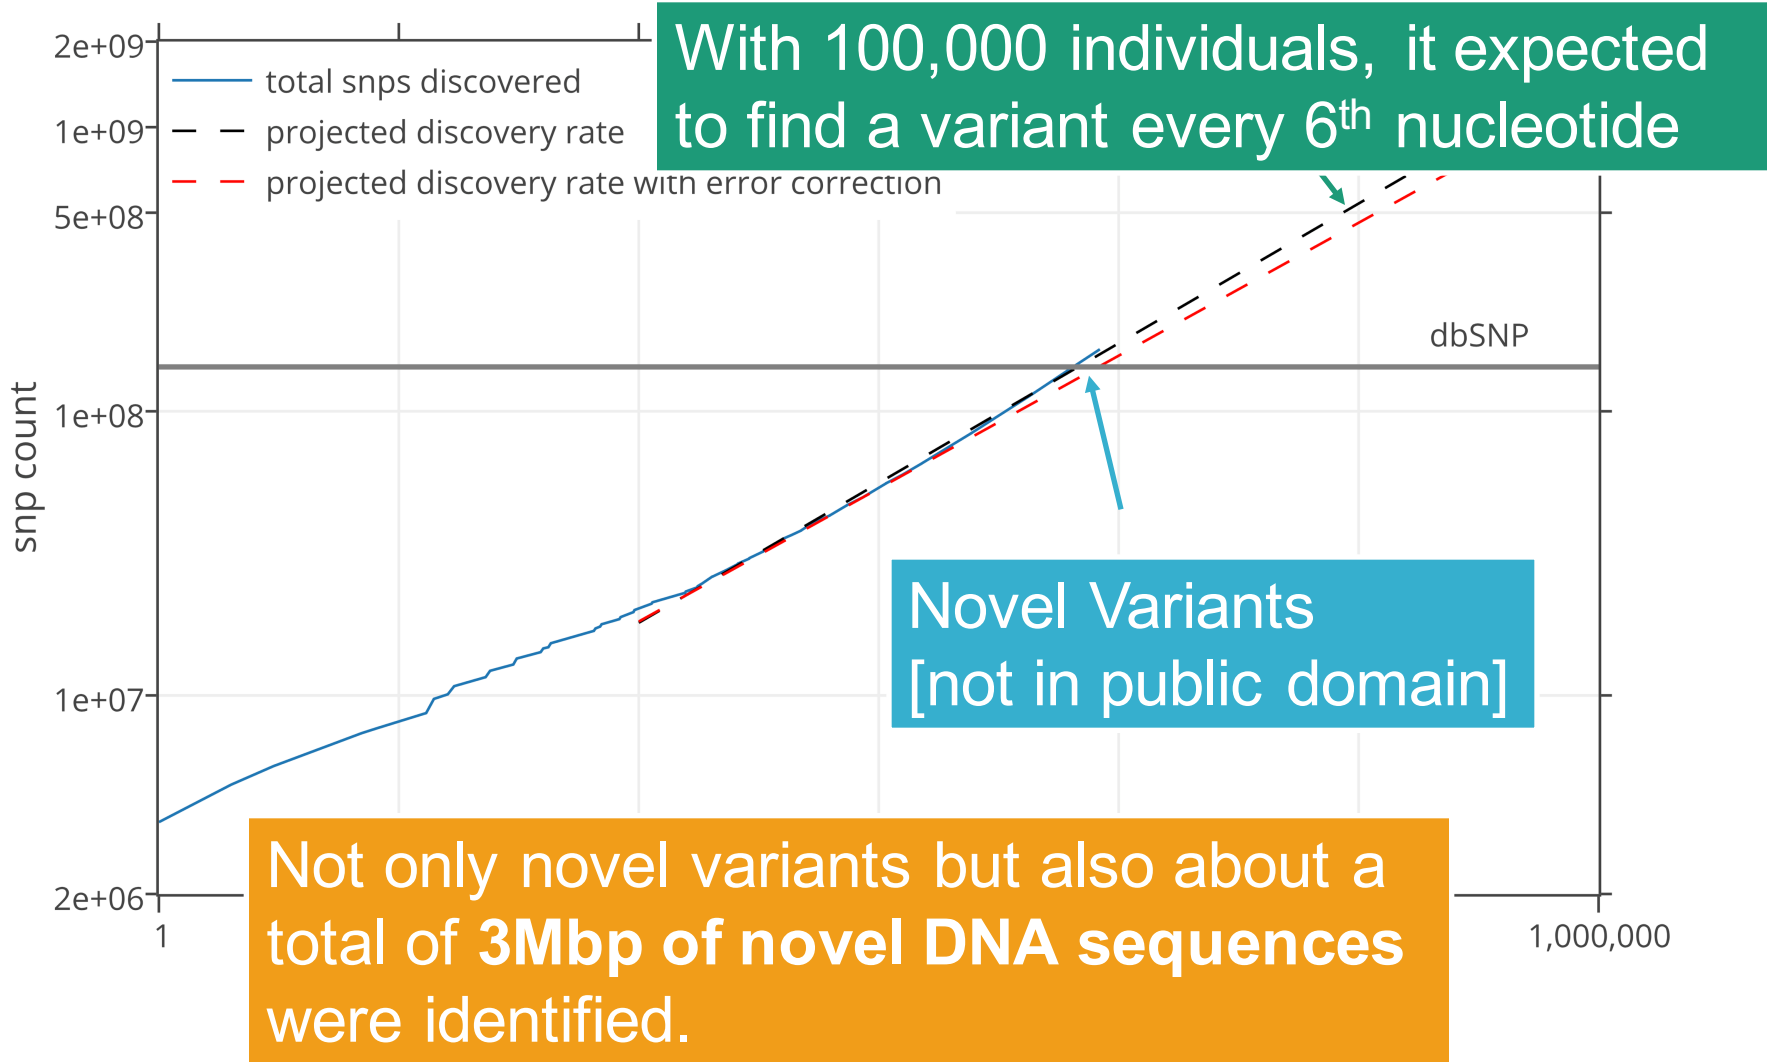 With 100,000 individuals, it expected
to find a variant every 6th nucleotide
2e+09
total snps discovered
1e+09
projected discovery rate
projected discovery rate with error correction
5e+08
dbSNP
snp count
1e+08
Novel Variants
[not in public domain]
1e+07
2e+06
Not only novel variants but also about a
total of 3Mbp of novel DNA sequences
were identified.
1
1,000,000